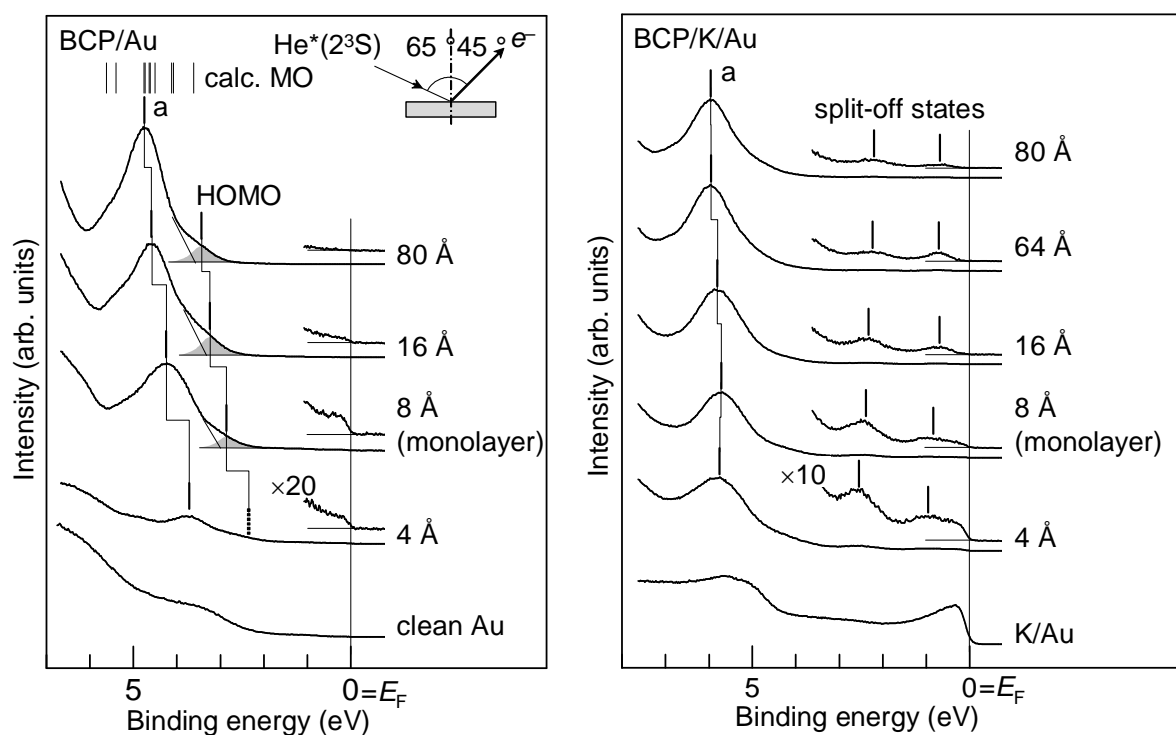 BCP/Au
He*(2³S)
65° 45° e⁻
calc. MO
a
HOMO
80 Å
16 Å
8 Å
(monolayer)
×20
4 Å
clean Au
Intensity (arb. units)
5
0=E_F
Binding energy (eV)
BCP/K/Au
a
split-off states
80 Å
64 Å
16 Å
8 Å
(monolayer)
×10
4 Å
K/Au
Intensity (arb. units)
5
0=E_F
Binding energy (eV)